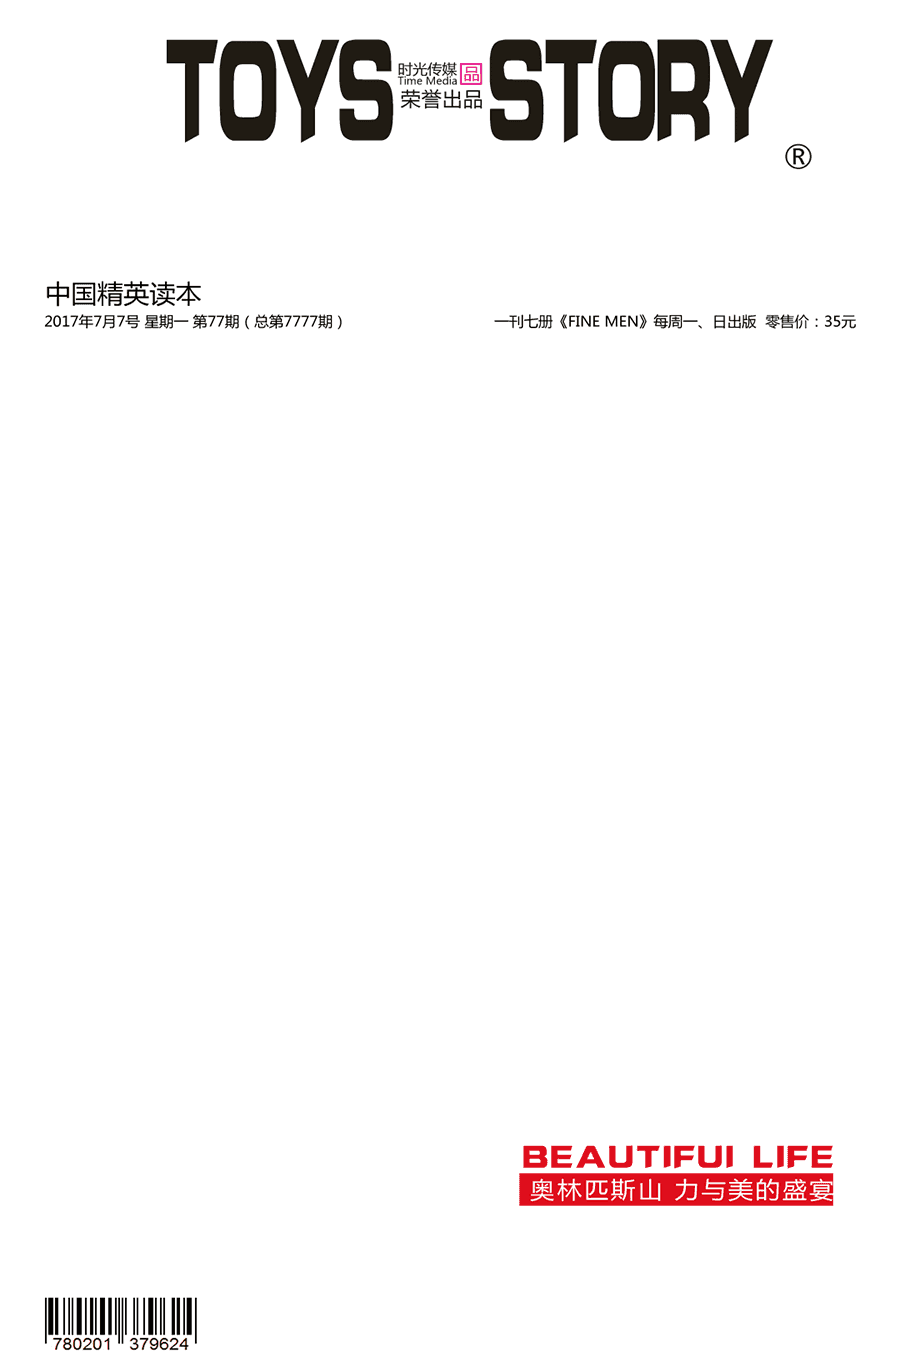 TOYS STORY
时光传媒 品
Time Media
荣誉出品
®
中国精英读本
2017年7月7号 星期一 第77期（总第7777期）
一刊七册《FINE MEN》每周一、日出版 零售价：35元
BEAUTIFUI LIFE
奥林匹斯山 力与美的盛宴
780201 379624